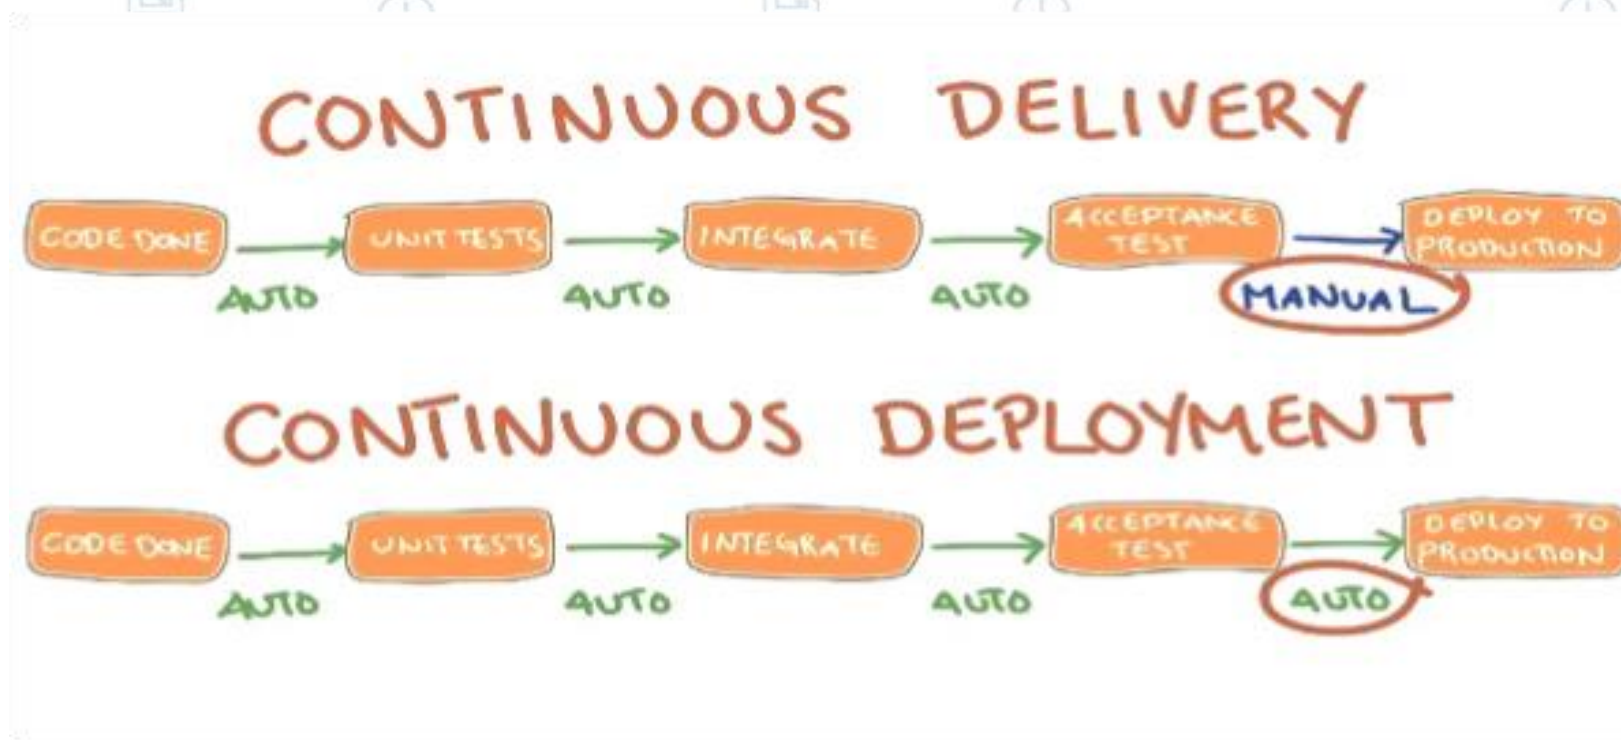 CONTINUOUS DELIVERY
CODE DONE
UNIT TESTS
INTEGRATE
ACCEPTANCE
TEST
DEPLOY TO
PRODUCTION
AUTO
AUTO
AUTO
MANUAL
CONTINUOUS DEPLOYMENT
CODE DONE
UNIT TESTS
INTEGRATE
ACCEPTANCE
TEST
DEPLOY TO
PRODUCTION
AUTO
AUTO
AUTO
AUTO